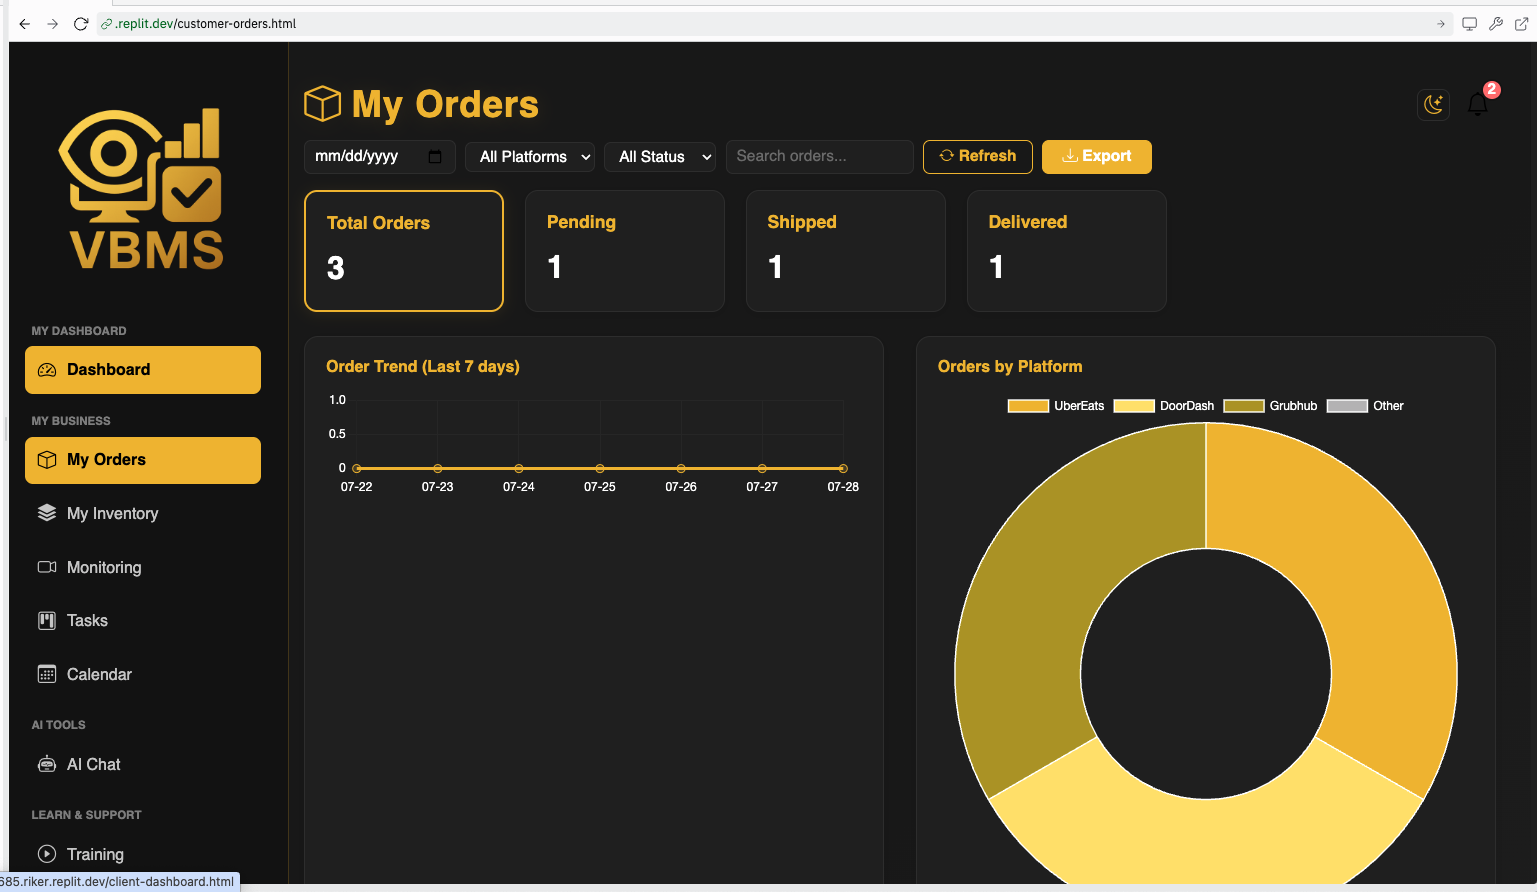 .replit.dev/customer-orders.html
VBMS
MY DASHBOARD
Dashboard
MY BUSINESS
My Orders
My Inventory
Monitoring
Tasks
Calendar
AI TOOLS
AI Chat
LEARN & SUPPORT
Training
685.riker.replit.dev/client-dashboard.html
My Orders
2
mm/dd/yyyy All Platforms All Status Search orders... Refresh Export
Total Orders
3
Pending
1
Shipped
1
Delivered
1
Order Trend (Last 7 days)
1.0
0.5
0
07-22 07-23 07-24 07-25 07-26 07-27 07-28
Orders by Platform
UberEats DoorDash Grubhub Other